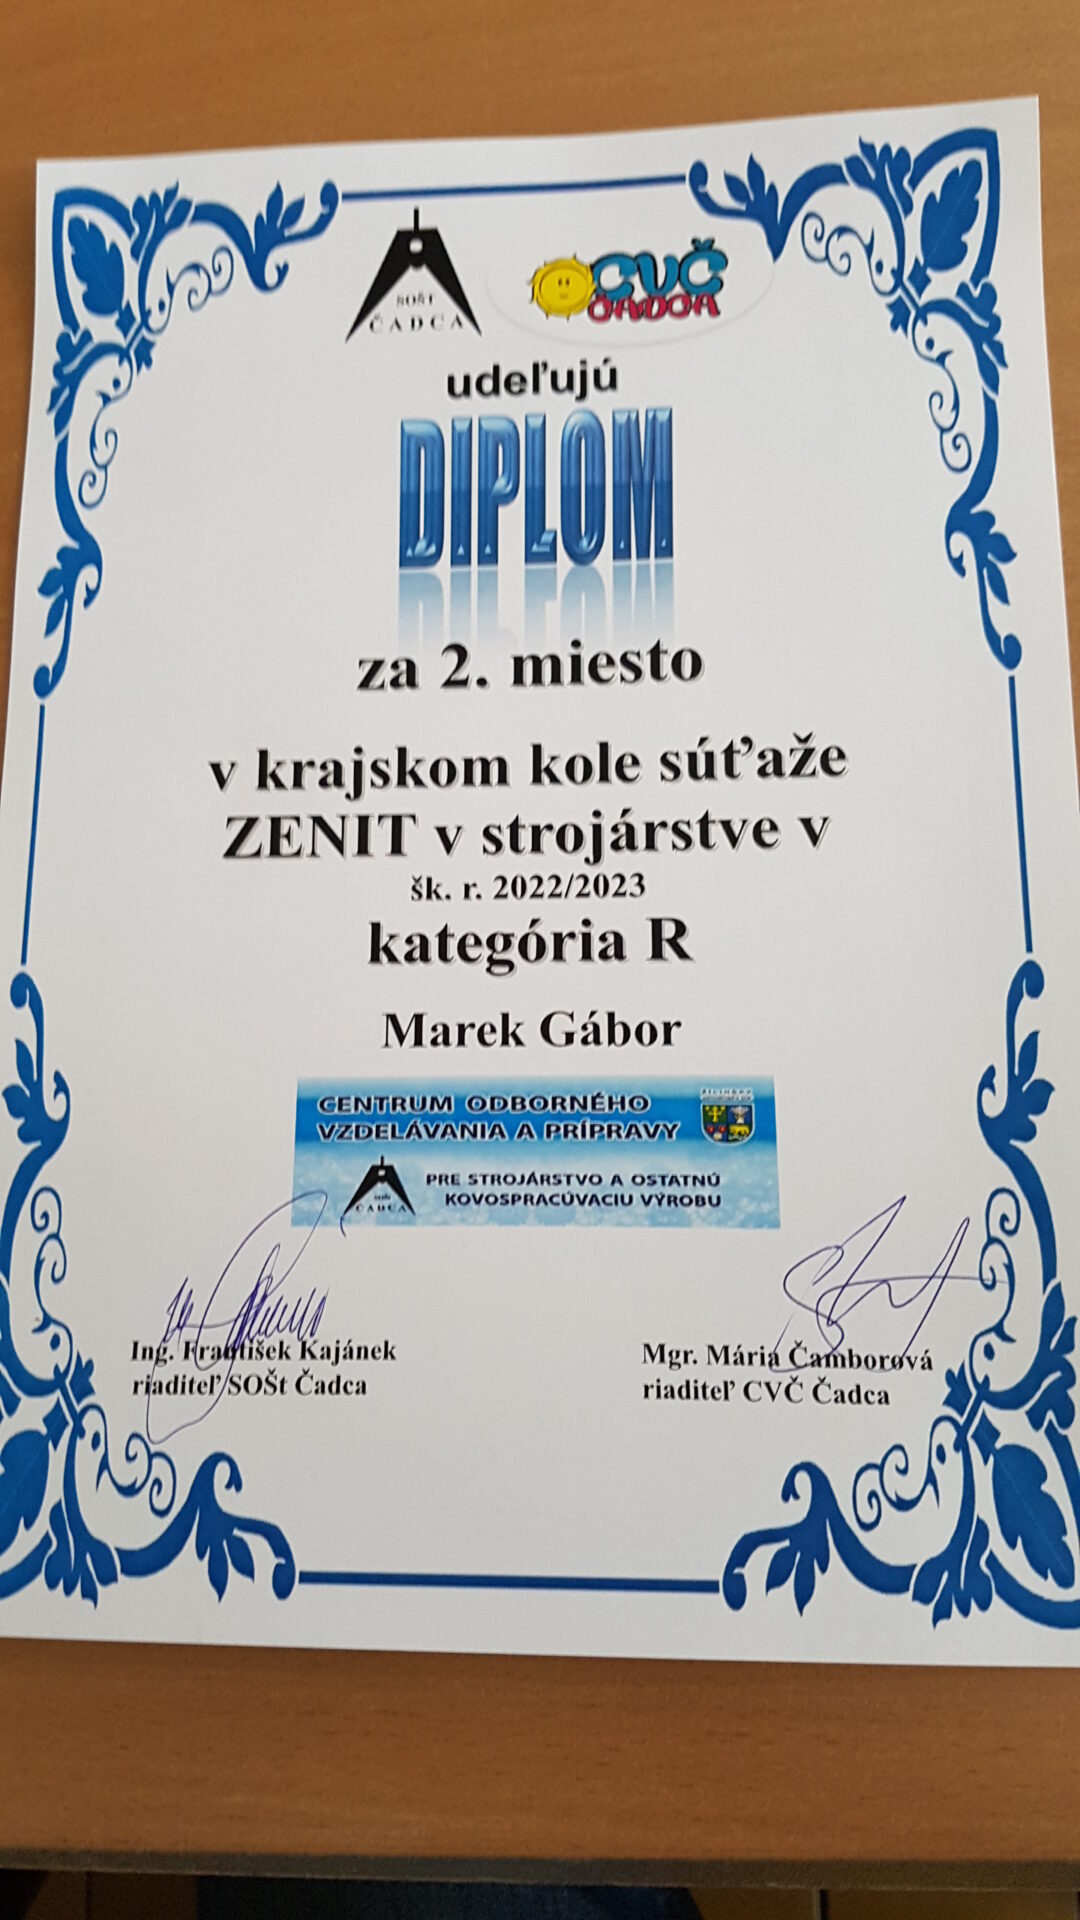 SOŠT
ČADCA
CVČ
ČADCA
udeľujú
DIPLOM
za 2. miesto
v krajskom kole súťaže
ZENIT v strojárstve v
šk. r. 2022/2023
kategória R
Marek Gábor
CENTRUM ODBORNÉHO
VZDELÁVANIA A PRÍPRAVY
PRE STROJÁRSTVO A OSTATNÚ
KOVOSPRACÚVACIU VÝROBU
ČADCA
Ing. František Kajánek
riaditeľ SOŠt Čadca
Mgr. Mária Čamborová
riaditeľ CVČ Čadca